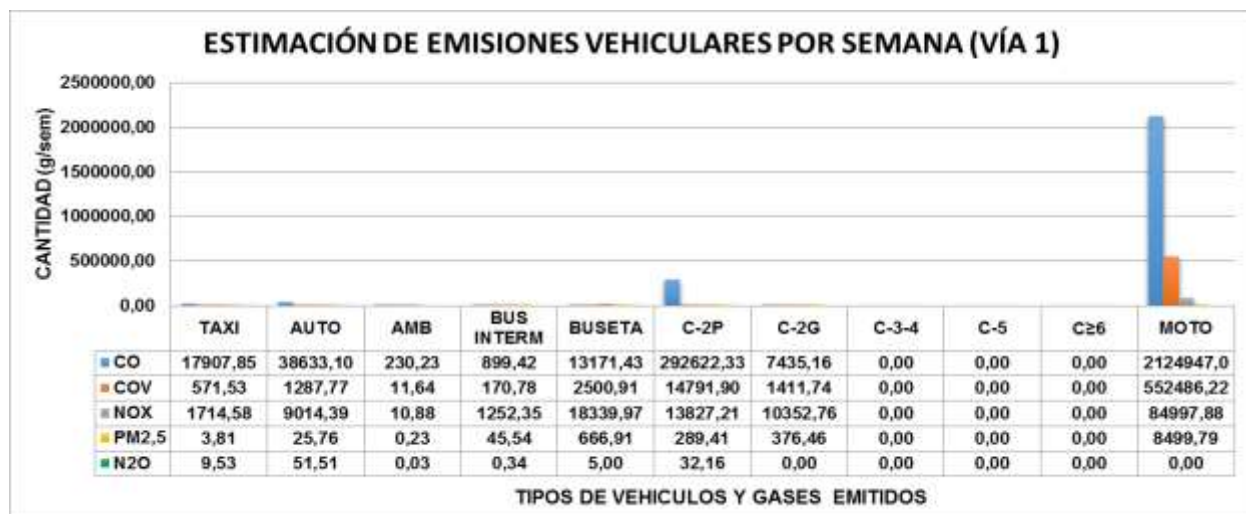 ESTIMACIÓN DE EMISIONES VEHICULARES POR SEMANA (VÍA 1)
CANTIDAD (g/sem)
2500000,00
2000000,00
1500000,00
1000000,00
500000,00
0,00
TAXI AUTO AMB BUS INTERM BUSETA C-2P C-2G C-3-4 C-5 C≥6 MOTO
CO 17907,85 38633,10 230,23 899,42 13171,43 292622,33 7435,16 0,00 0,00 0,00 2124947,0
COV 571,53 1287,77 11,64 170,78 2500,91 14791,90 1411,74 0,00 0,00 0,00 552486,22
NOX 1714,58 9014,39 10,88 1252,35 18339,97 13827,21 10352,76 0,00 0,00 0,00 84997,88
PM2,5 3,81 25,76 0,23 45,54 666,91 289,41 376,46 0,00 0,00 0,00 8499,79
N2O 9,53 51,51 0,03 0,34 5,00 32,16 0,00 0,00 0,00 0,00 0,00
TIPOS DE VEHICULOS Y GASES EMITIDOS